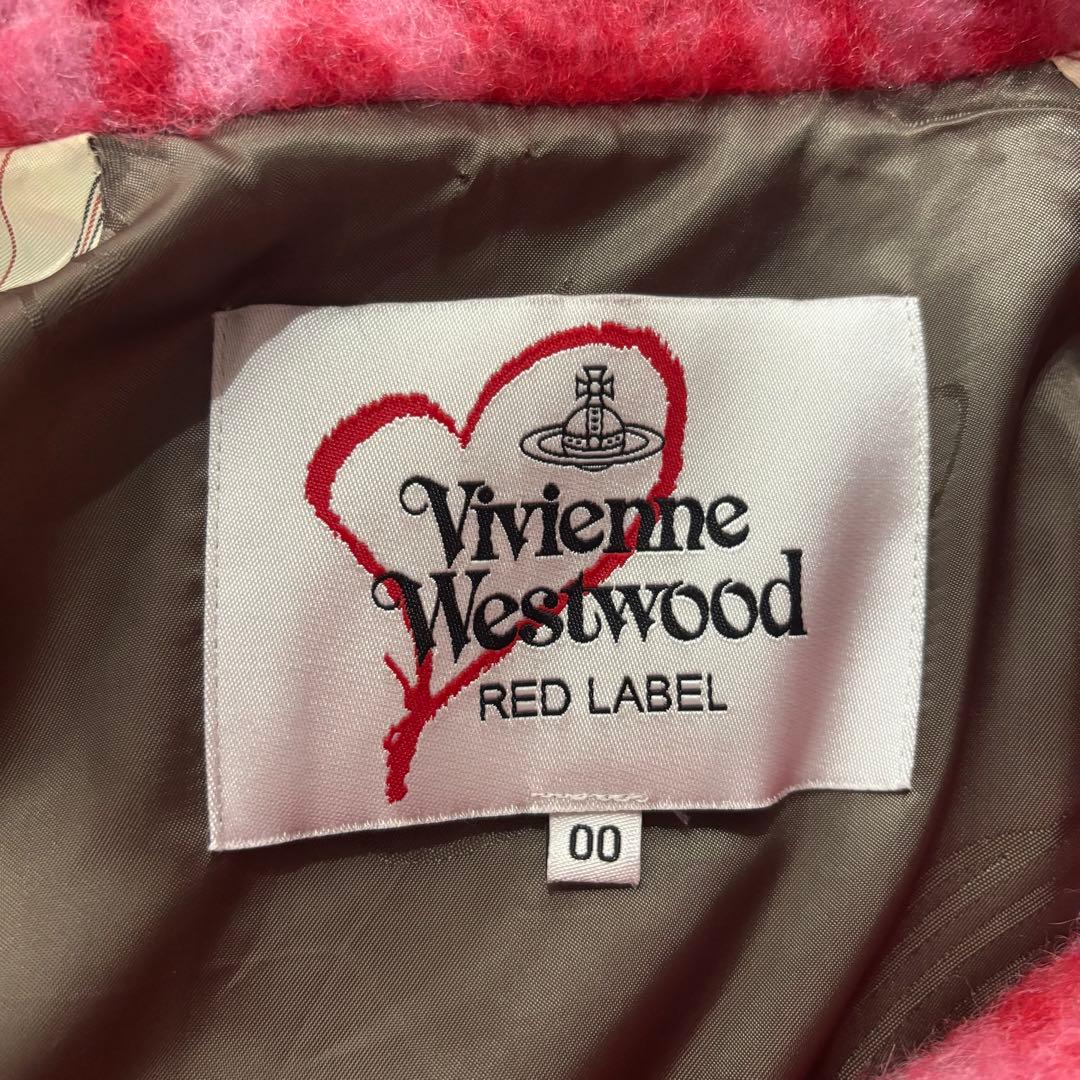 Vivienne
Westwood
RED LABEL
00